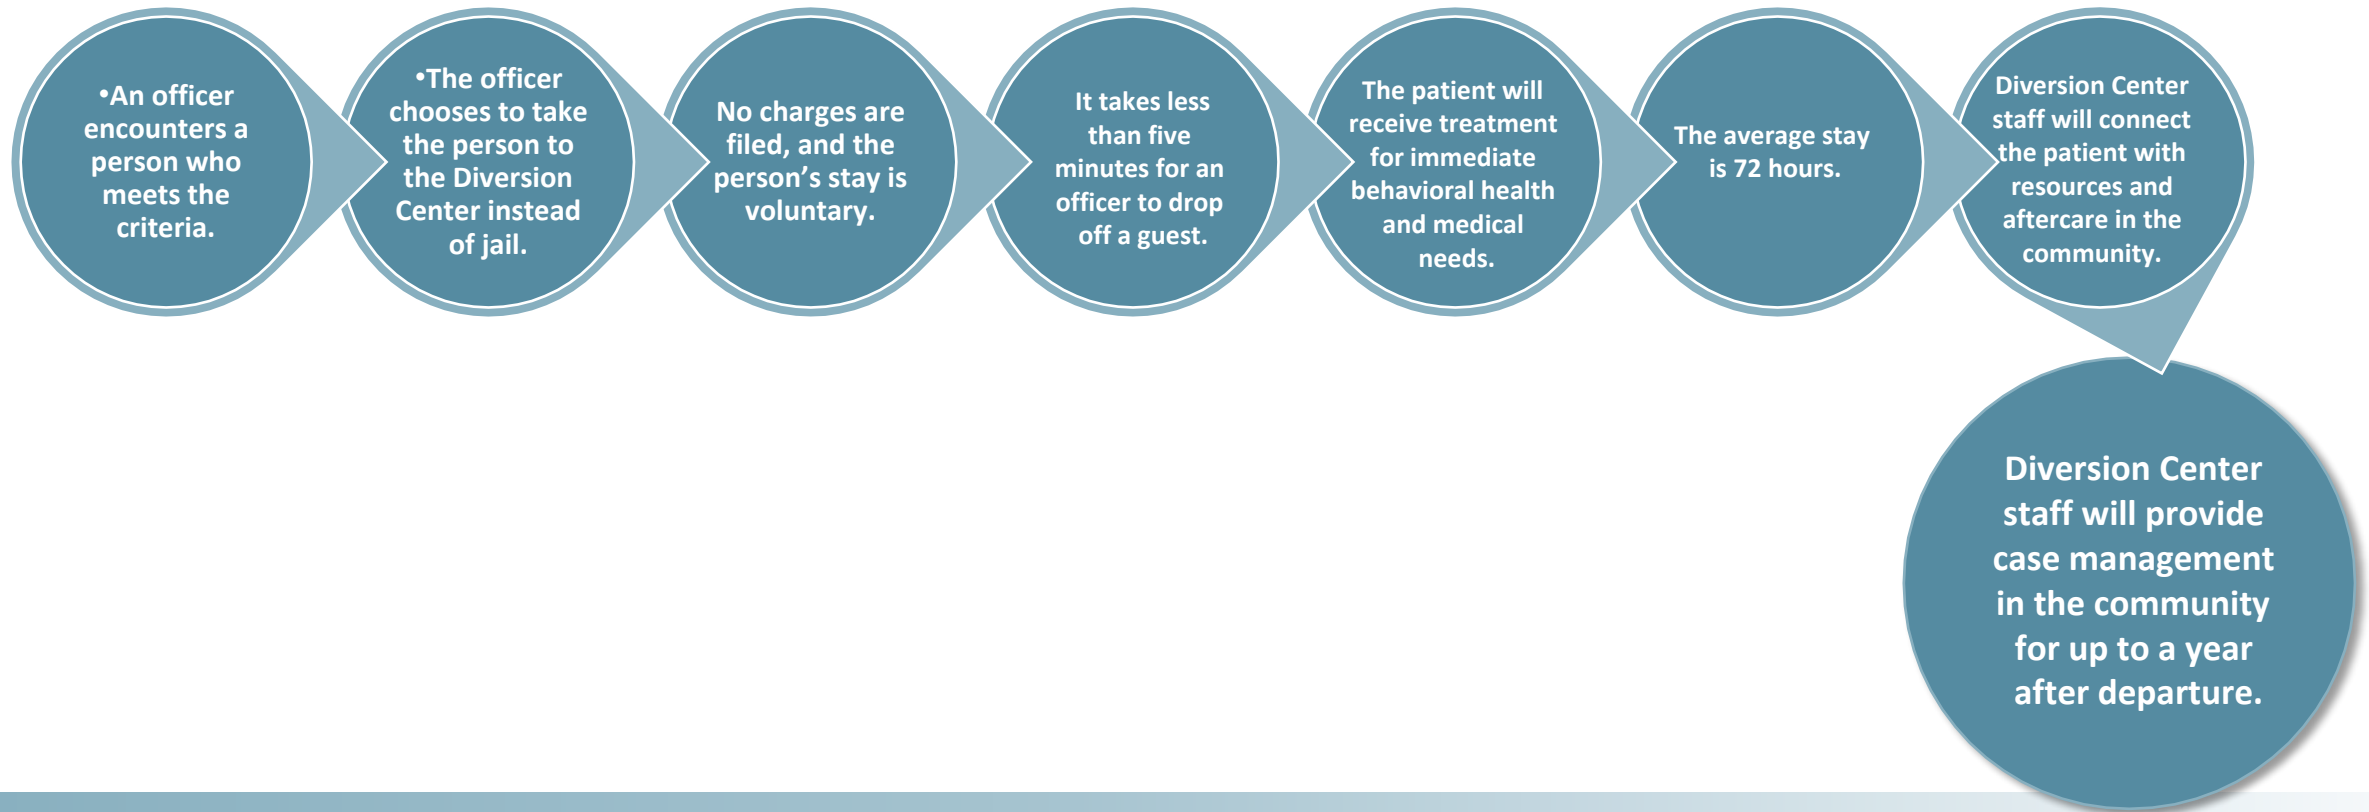 •An officer
encounters a
person who
meets the
criteria.
•The officer
chooses to take
the person to
the Diversion
Center instead
of jail.
No charges are
filed, and the
person’s stay is
voluntary.
It takes less
than five
minutes for an
officer to drop
off a guest.
The patient will
receive treatment
for immediate
behavioral health
and medical
needs.
The average stay
is 72 hours.
Diversion Center
staff will connect
the patient with
resources and
aftercare in the
community.
Diversion Center
staff will provide
case management
in the community
for up to a year
after departure.